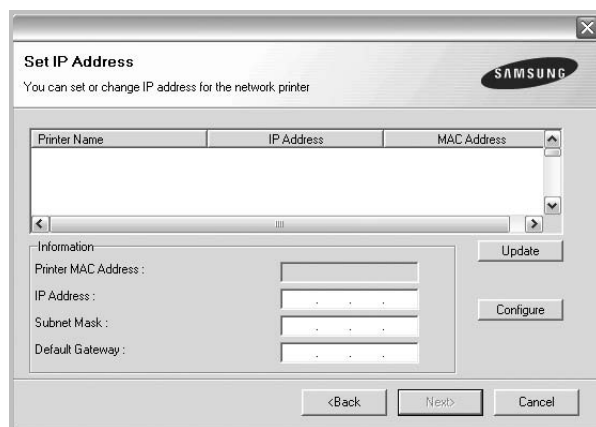 Set IP Address
You can set or change IP address for the network printer
SAMSUNG
Printer Name IP Address MAC Address
Information
Update
Printer MAC Address :
IP Address :
Configure
Subnet Mask :
Default Gateway :
<Back Next> Cancel